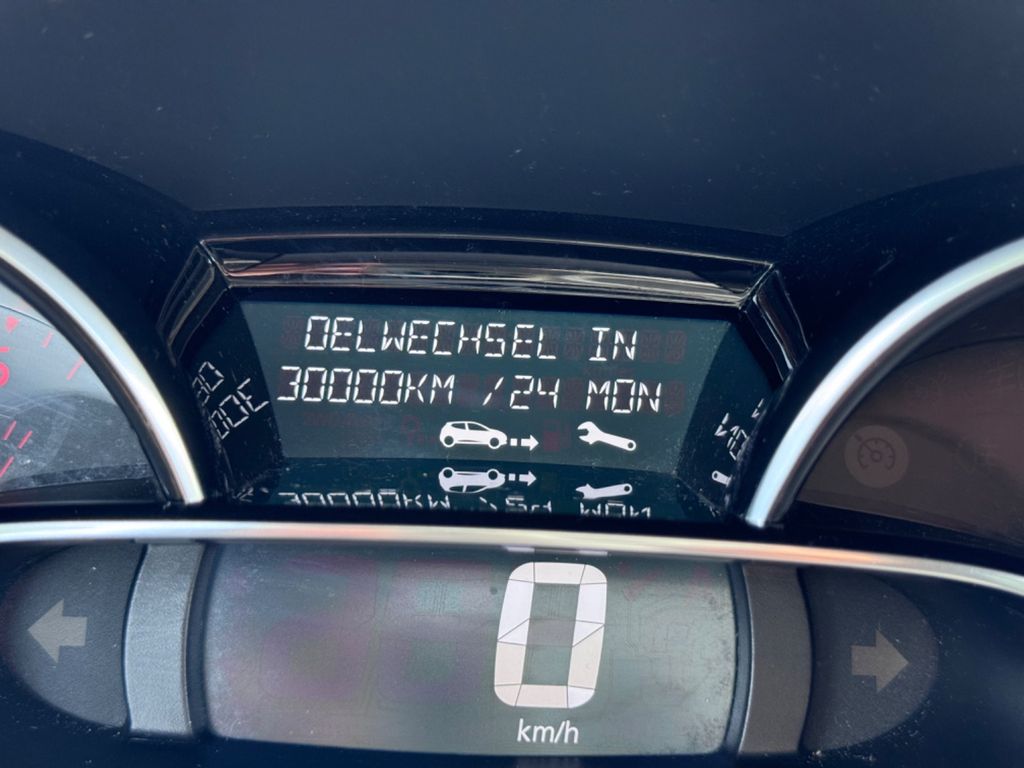 OELWECHSEL IN
30000KM /24 MON
0
km/h